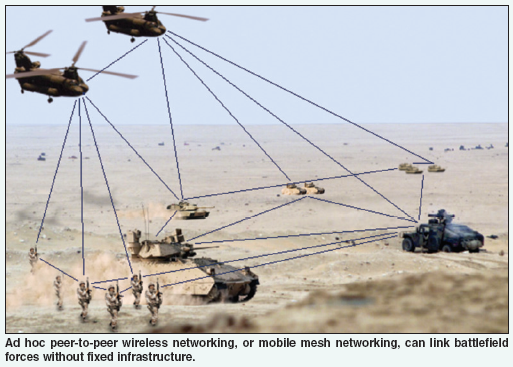 Ad hoc peer-to-peer wireless networking, or mobile mesh networking, can link battlefield
forces without fixed infrastructure.